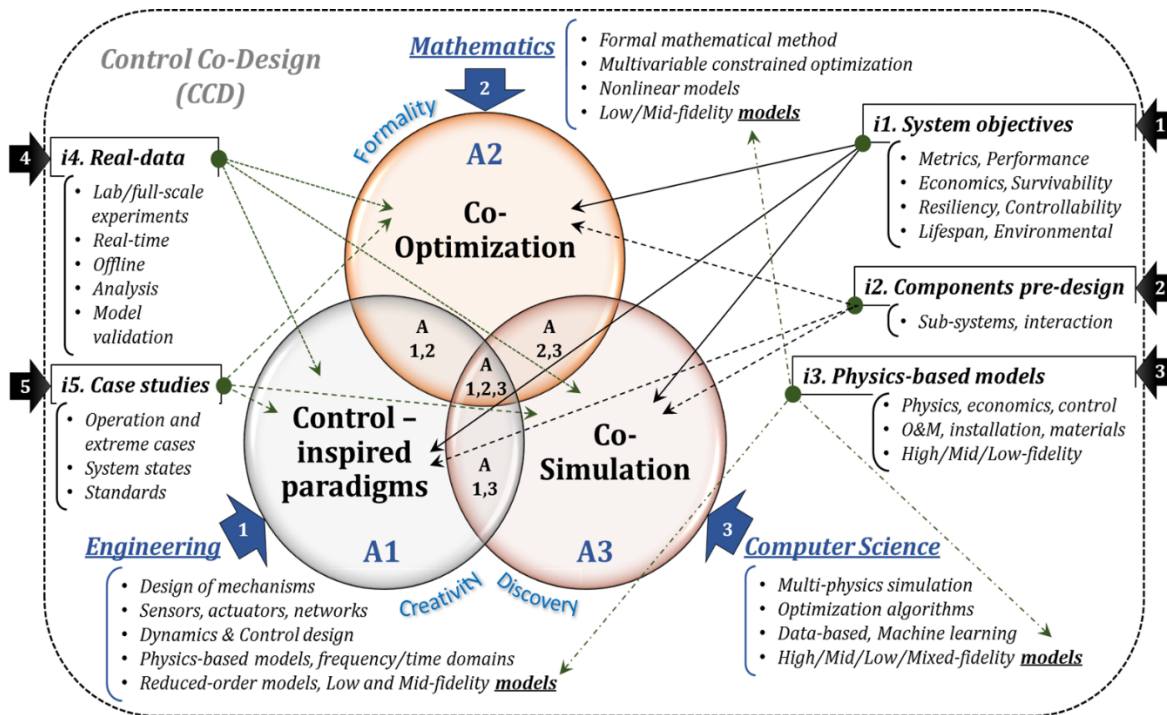 Control Co-Design
(CCD)
Mathematics
2
• Formal mathematical method
• Multivariable constrained optimization
• Nonlinear models
• Low/Mid-fidelity models
4
i4. Real-data
• Lab/full-scale
experiments
• Real-time
• Offline
• Analysis
• Model
validation
5
i5. Case studies
• Operation and
extreme cases
• System states
• Standards
1
i1. System objectives
• Metrics, Performance
• Economics, Survivability
• Resiliency, Controllability
• Lifespan, Environmental
2
i2. Components pre-design
• Sub-systems, interaction
3
i3. Physics-based models
• Physics, economics, control
• O&M, installation, materials
• High/Mid/Low-fidelity
Formality
A2
Co-
Optimization
A
1,2
A
2,3
A
1,2,3
A
1,3
Control –
inspired
paradigms
A1
Creativity
Co-
Simulation
A3
Discovery
1
Engineering
• Design of mechanisms
• Sensors, actuators, networks
• Dynamics & Control design
• Physics-based models, frequency/time domains
• Reduced-order models, Low and Mid-fidelity models
3
Computer Science
• Multi-physics simulation
• Optimization algorithms
• Data-based, Machine learning
• High/Mid/Low/Mixed-fidelity models